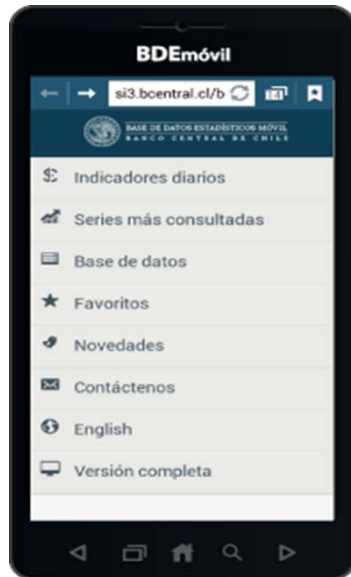 BDEmóvil
si3.bcentral.cl/b
BASE DE DATOS ESTADÍSTICOS MÓVIL
BANCO CENTRAL DE CHILE
Indicadores diarios
Series más consultadas
Base de datos
Favoritos
Novedades
Contáctenos
English
Versión completa